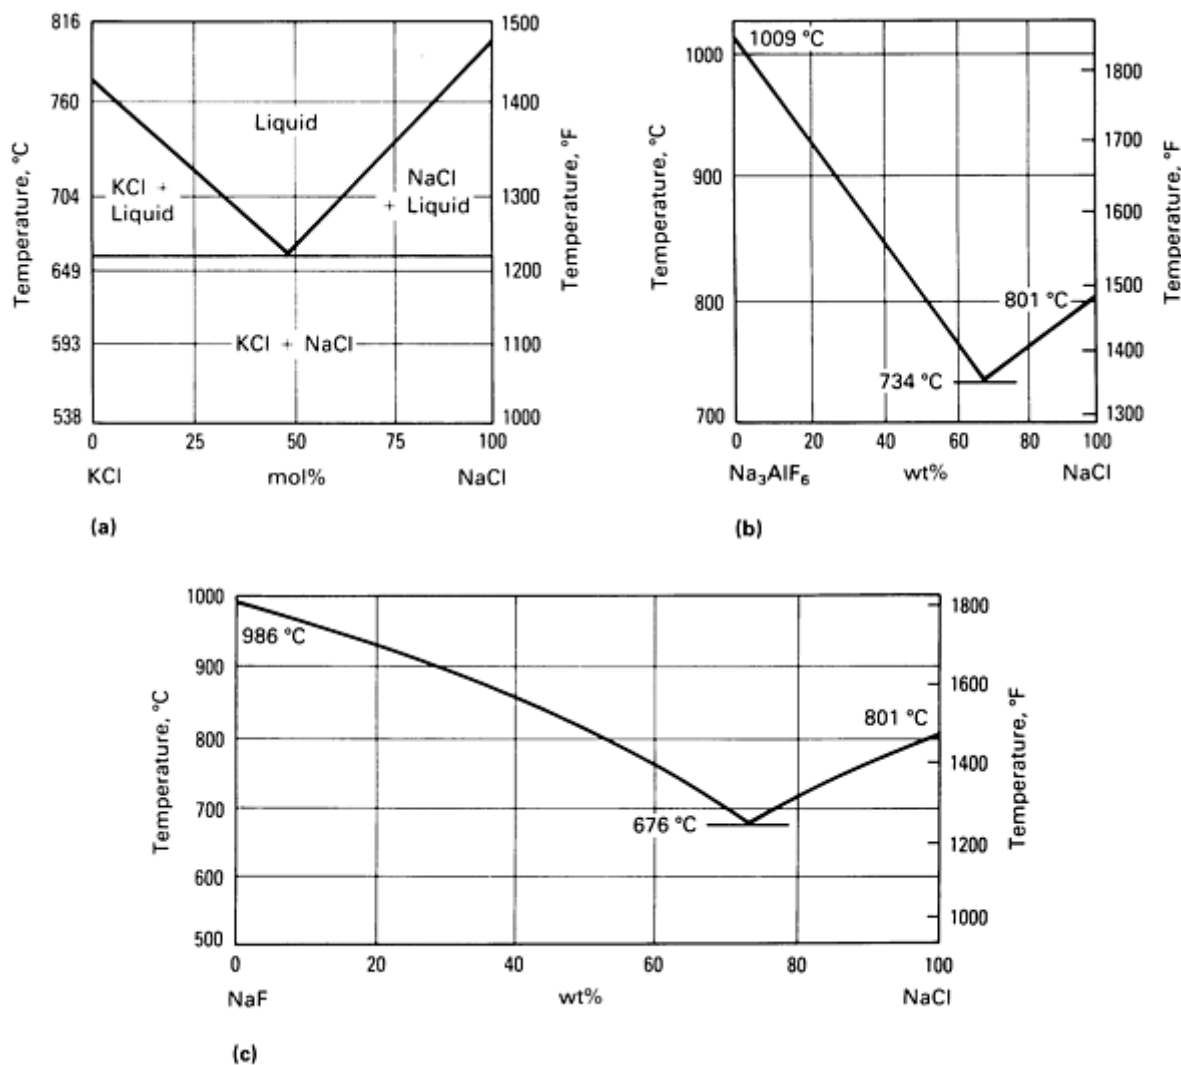 816
760
704
649
593
538
Temperature, °C
1500
1400
1300
1200
1100
1000
Temperature, °F
Liquid
KCl +
Liquid
NaCl
+ Liquid
KCl + NaCl
0 25 50 75 100
KCl mol% NaCl
(a)
1000
900
800
700
Temperature, °C
1800
1700
1600
1500
1400
1300
Temperature, °F
1009 °C
801 °C
734 °C
0 20 40 60 80 100
Na₃AlF₆ wt% NaCl
(b)
1000
900
800
700
600
500
Temperature, °C
1800
1600
1400
1200
1000
Temperature, °F
986 °C
801 °C
676 °C
0 20 40 60 80 100
NaF wt% NaCl
(c)